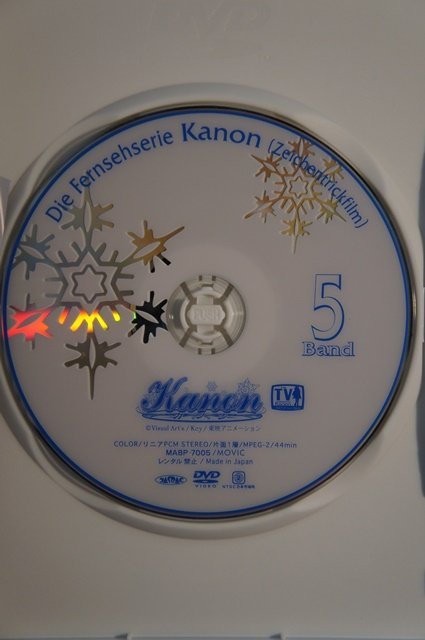 Die Fernsehserie Kanon (Zeichentrickfilm)
5
Band
Kanon
TV
©Visual Art's / Key / 東映アニメーション
COLOR/リニアPCM STEREO/片面1層/MPEG-2/44min
MABP 7005/MOVIC
レンタル禁止 / Made in Japan
JASRAC
DVD
VIDEO